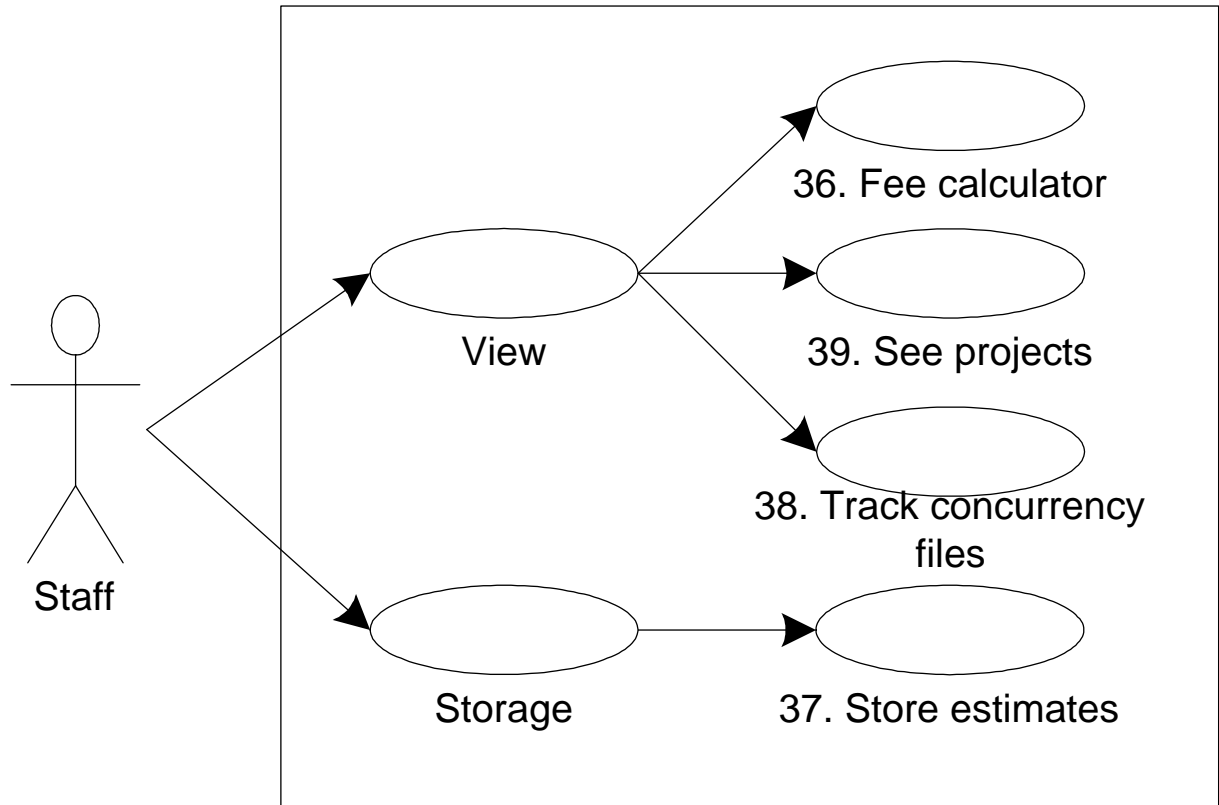 36. Fee calculator
View
39. See projects
38. Track concurrency
files
Staff
Storage
37. Store estimates